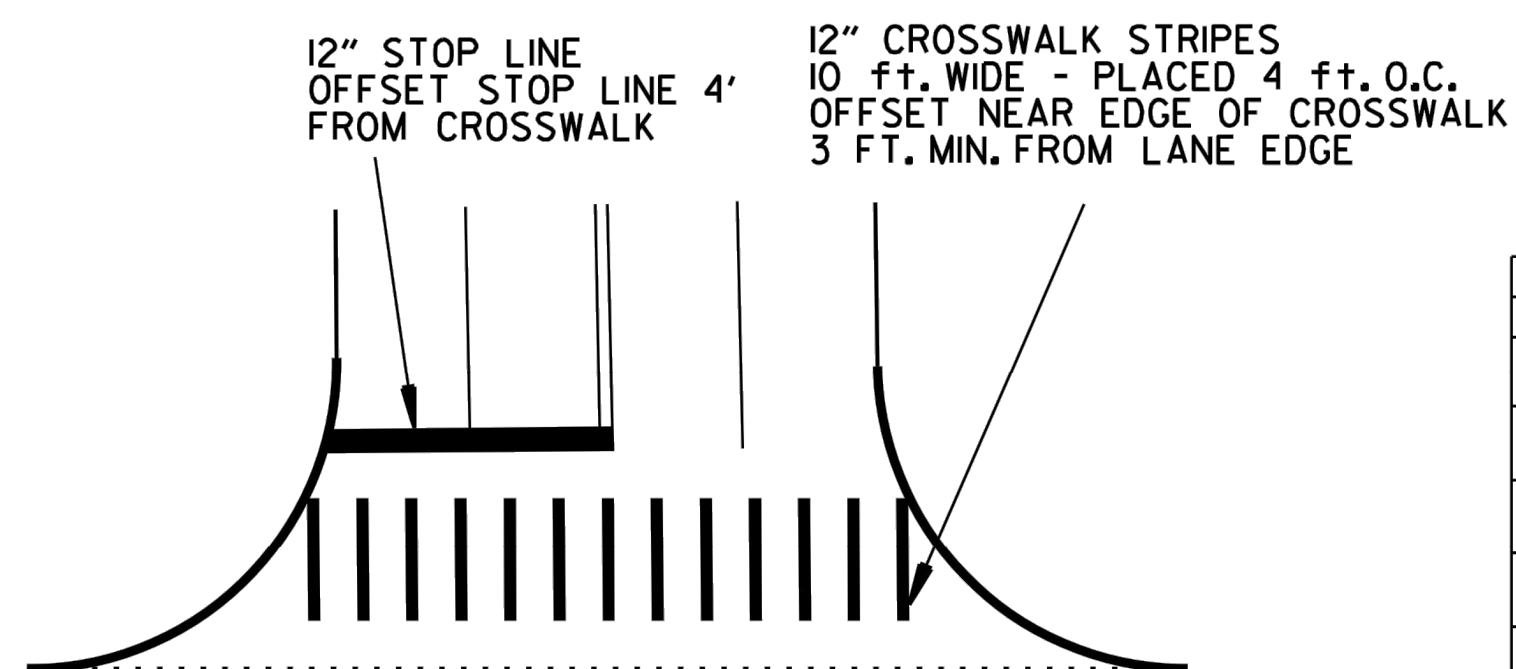 12" STOP LINE
OFFSET STOP LINE 4'
FROM CROSSWALK
12" CROSSWALK STRIPES
10 ft. WIDE - PLACED 4 ft. O.C.
OFFSET NEAR EDGE OF CROSSWALK
3 FT. MIN. FROM LANE EDGE